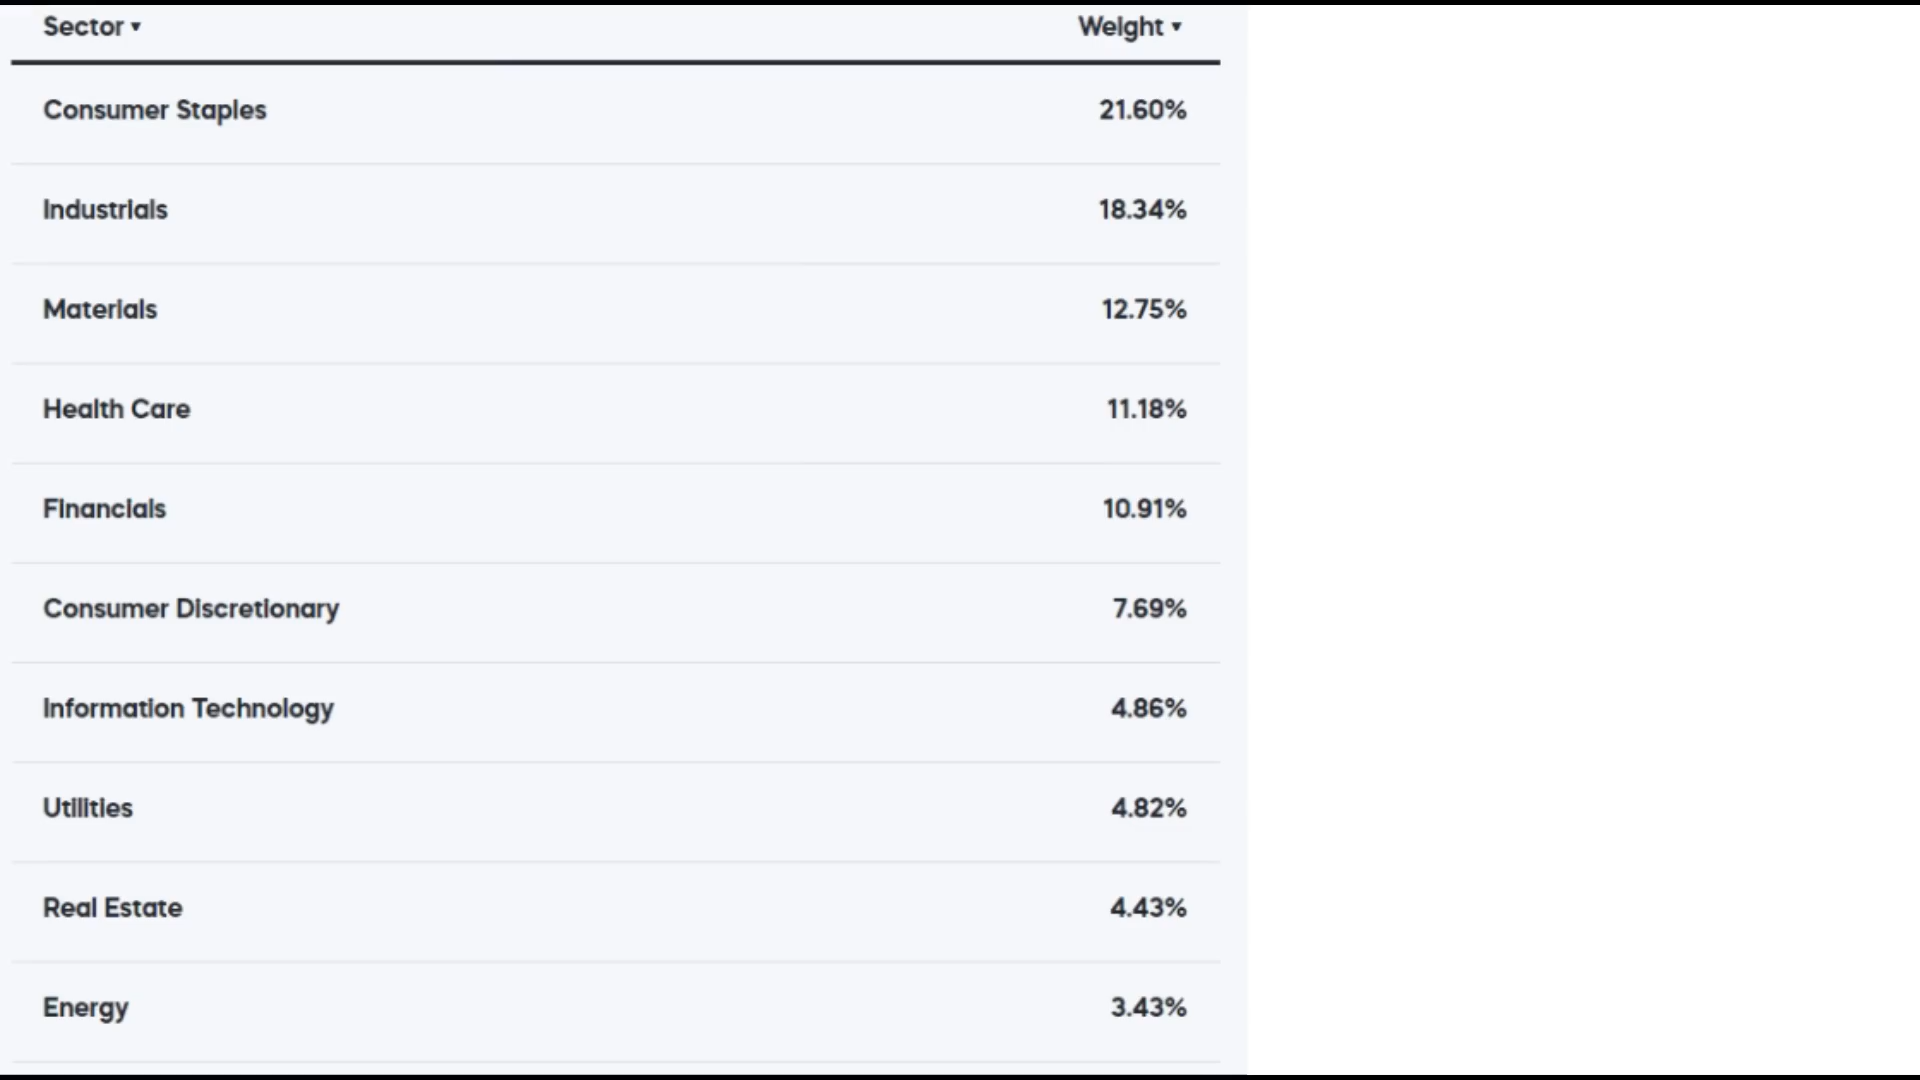 Sector ▾ Weight ▾
Consumer Staples 21.60%
Industrials 18.34%
Materials 12.75%
Health Care 11.18%
Financials 10.91%
Consumer Discretionary 7.69%
Information Technology 4.86%
Utilities 4.82%
Real Estate 4.43%
Energy 3.43%